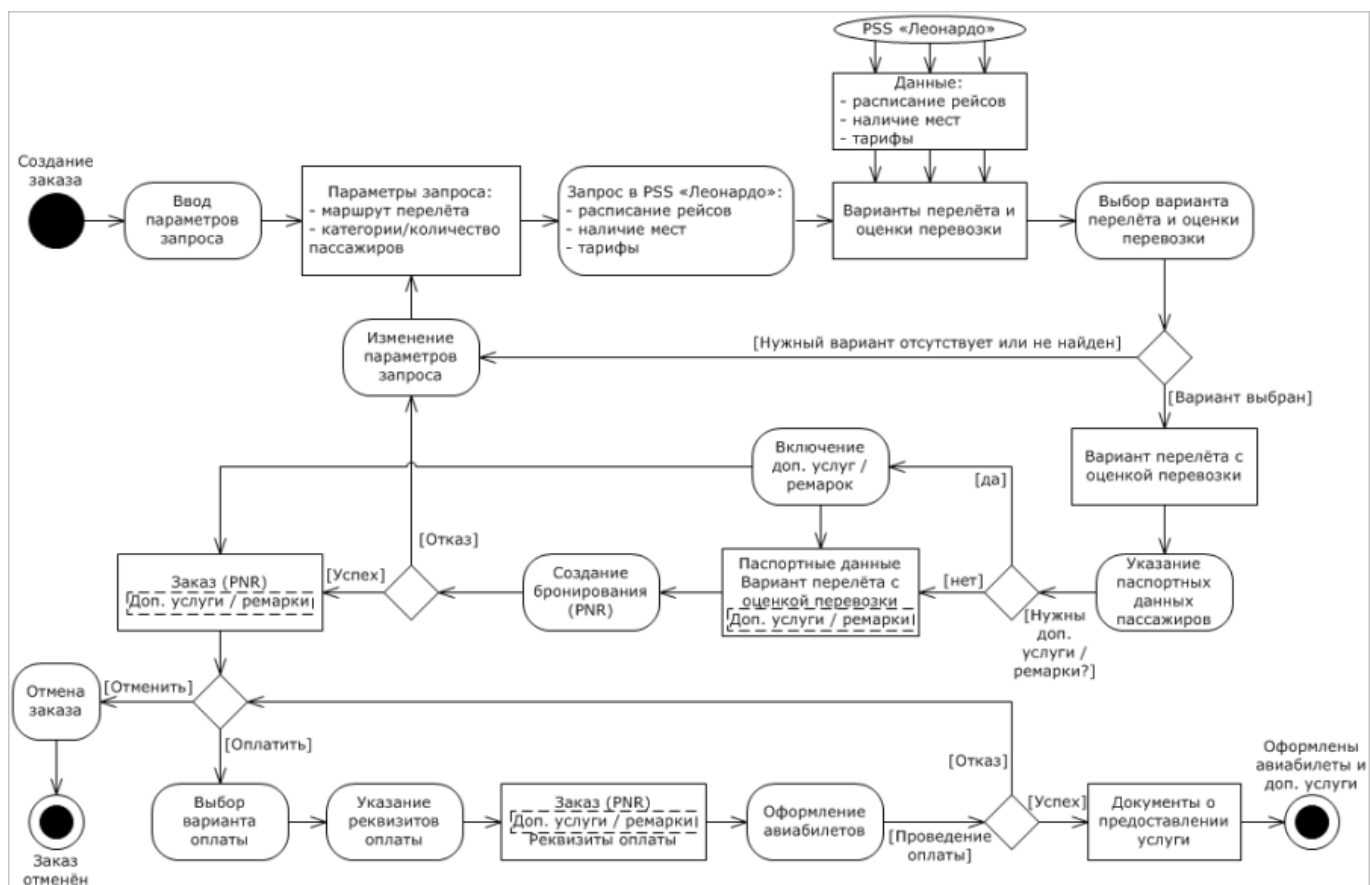 PSS «Леонардо»
Данные:
- расписание рейсов
- наличие мест
- тарифы
Создание
заказа
Ввод
параметров
запроса
Параметры запроса:
- маршрут перелёта
- категории/количество
пассажиров
Запрос в PSS «Леонардо»:
- расписание рейсов
- наличие мест
- тарифы
Варианты перелёта и
оценки перевозки
Выбор варианта
перелёта и оценки
перевозки
Изменение
параметров
запроса
[Нужный вариант отсутствует или не найден]
[Вариант выбран]
Вариант перелёта с
оценкой перевозки
Включение
доп. услуг /
ремарок
[да]
[Отказ]
Заказ (PNR)
Доп. услуги / ремарки
[Успех]
Создание
бронирования
(PNR)
Паспортные данные
Вариант перелёта с
оценкой перевозки
Доп. услуги / ремарки
[нет]
[Нужны
доп.
услуги /
ремарки?]
Указание
паспортных
данных
пассажиров
Отмена
заказа
[Отменить]
[Оплатить]
[Отказ]
Оформлены
авиабилеты и
доп. услуги
Заказ
отменён
Выбор
варианта
оплаты
Указание
реквизитов
оплаты
Заказ (PNR)
Доп. услуги / ремарки
Реквизиты оплаты
Оформление
авиабилетов
[Проведение
оплаты]
[Успех]
Документы о
предоставлении
услуги